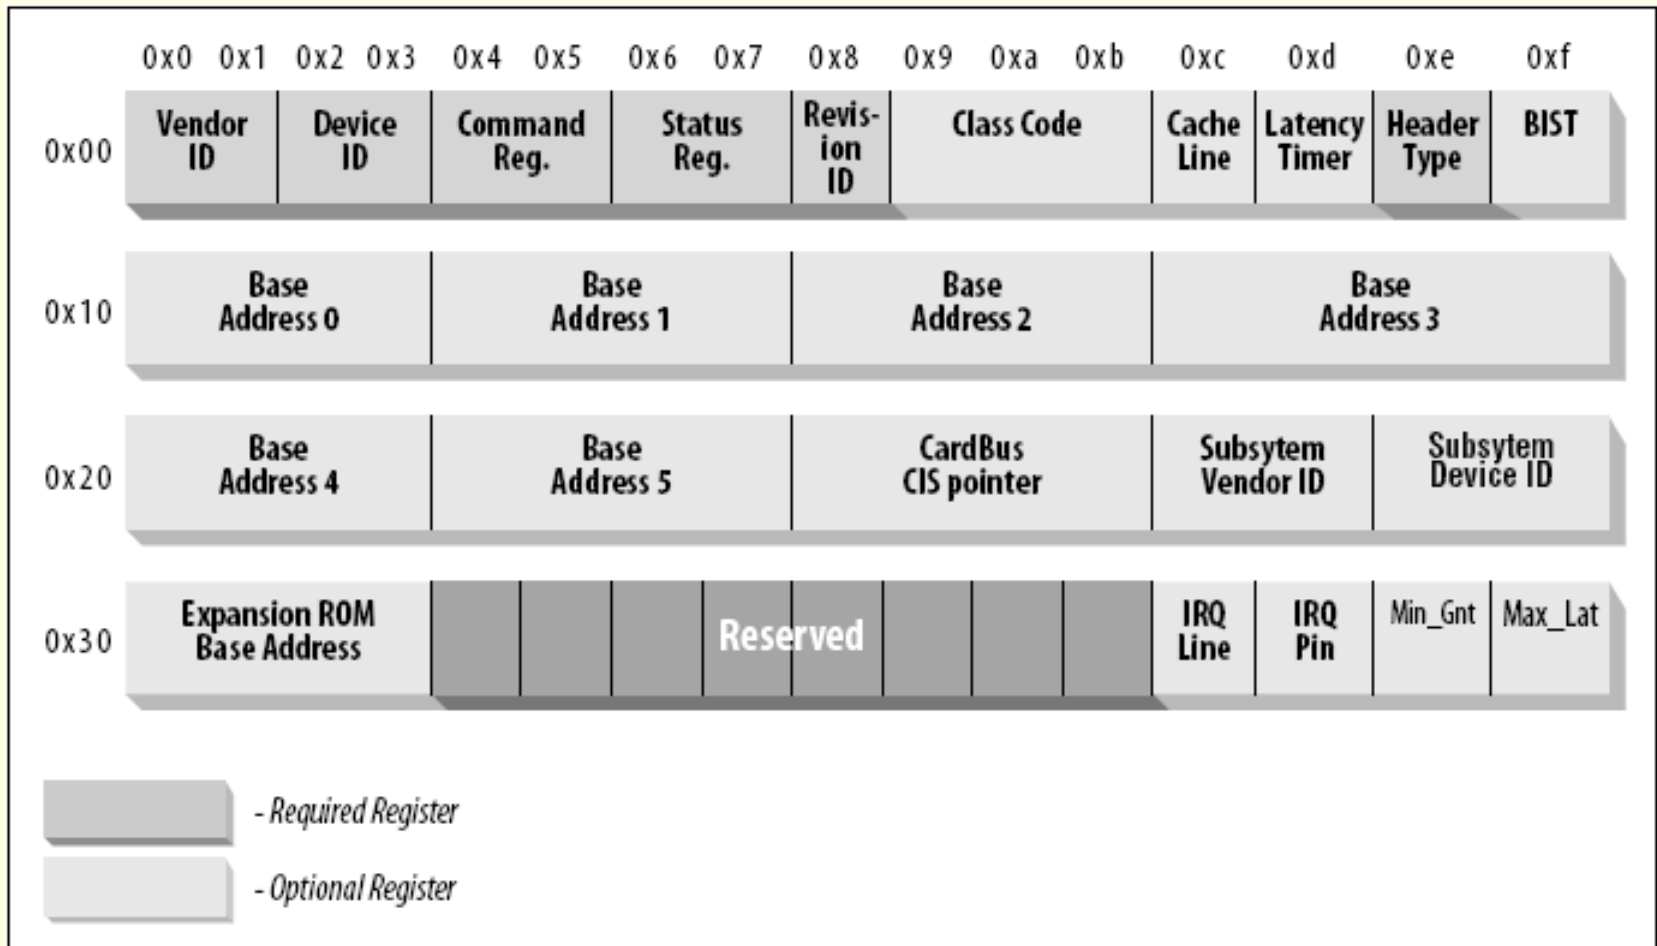 0x0 0x1 0x2 0x3 0x4 0x5 0x6 0x7 0x8 0x9 0xa 0xb 0xc 0xd 0xe 0xf
0x00
Vendor
ID
Device
ID
Command
Reg.
Status
Reg.
Revis-
ion
ID
Class Code
Cache
Line
Latency
Timer
Header
Type
BIST
0x10
Base
Address 0
Base
Address 1
Base
Address 2
Base
Address 3
0x20
Base
Address 4
Base
Address 5
CardBus
CIS pointer
Subsytem
Vendor ID
Subsytem
Device ID
0x30
Expansion ROM
Base Address
Reserved
IRQ
Line
IRQ
Pin
Min_Gnt
Max_Lat
- Required Register
- Optional Register